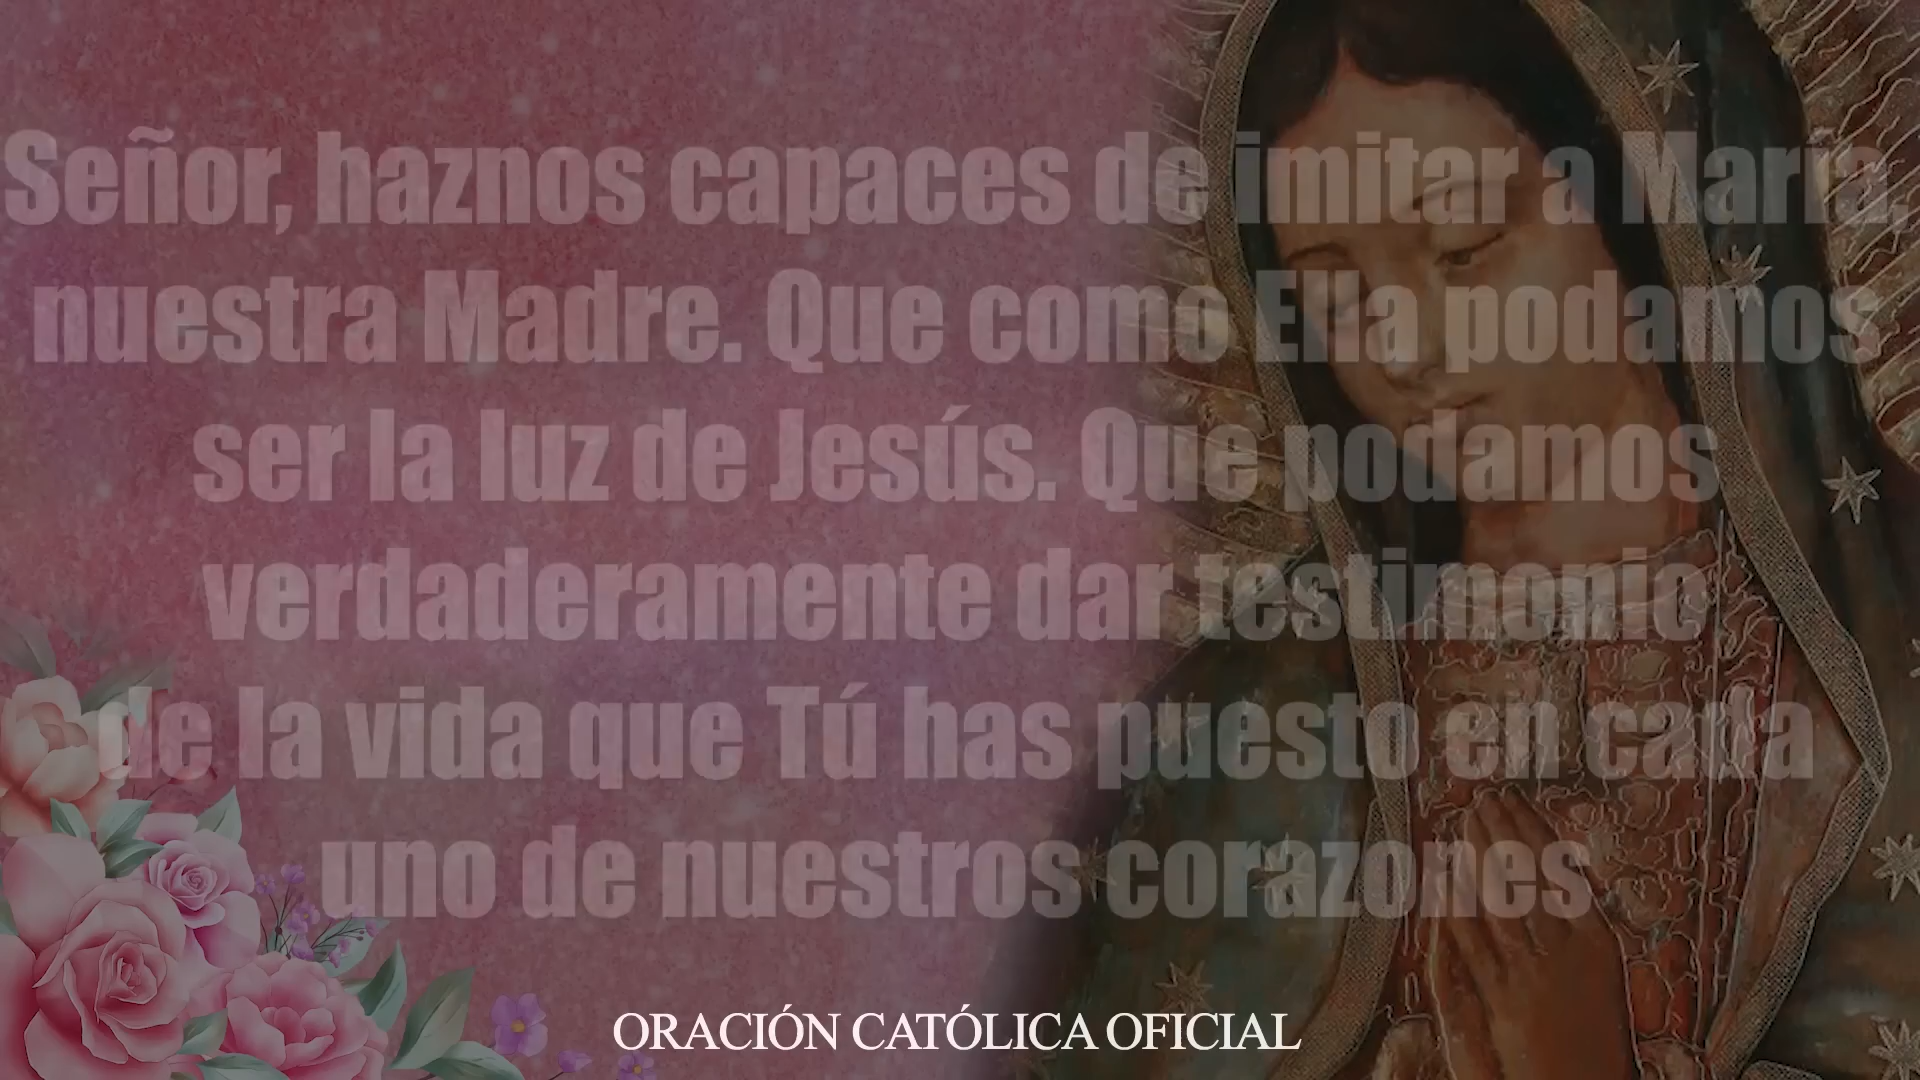 Señor, haznos capaces de imitar a María,
nuestra Madre. Que como Ella podamos
ser la luz de Jesús. Que podamos
verdaderamente dar testimonio
de la vida que Tú has puesto en cada
uno de nuestros corazones
ORACIÓN CATÓLICA OFICIAL